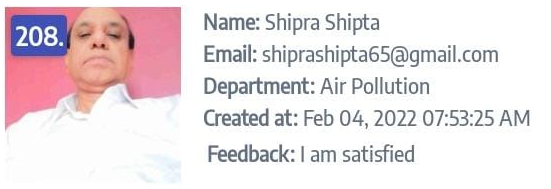 208.
Name: Shipra Shipta
Email: shiprashipta65@gmail.com
Department: Air Pollution
Created at: Feb 04, 2022 07:53:25 AM
Feedback: I am satisfied